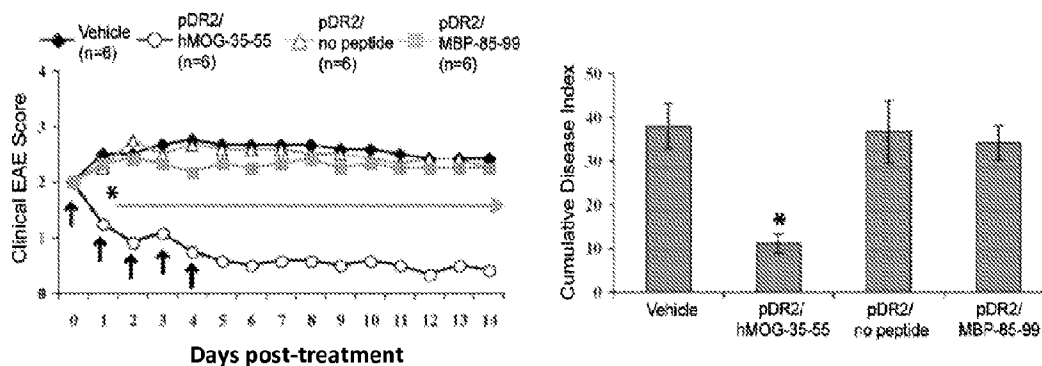 Vehicle (n=6)
pDR2/ hMOG-35-55 (n=6)
pDR2/ no peptide (n=6)
pDR2/ MBP-85-99 (n=6)
Clinical EAE Score
4
3
2
1
0
*
0 1 2 3 4 5 6 7 8 9 10 11 12 13 14
Days post-treatment
Cumulative Disease Index
50
40
30
20
10
0
*
Vehicle
pDR2/ hMOG-35-55
pDR2/ no peptide
pDR2/ MBP-85-99